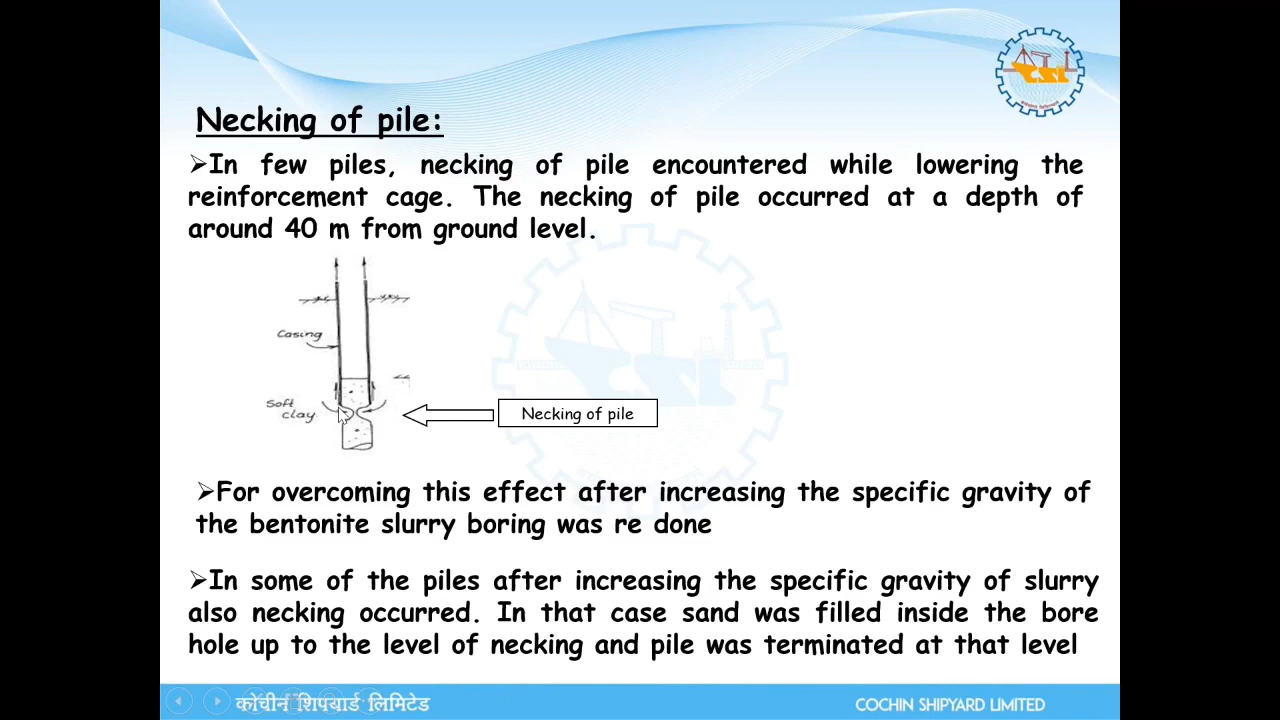 Necking of pile:
➢In few piles, necking of pile encountered while lowering the
reinforcement cage. The necking of pile occurred at a depth of
around 40 m from ground level.
Casing
Soft
clay
Necking of pile
➢For overcoming this effect after increasing the specific gravity of
the bentonite slurry boring was re done
➢In some of the piles after increasing the specific gravity of slurry
also necking occurred. In that case sand was filled inside the bore
hole up to the level of necking and pile was terminated at that level
कोचीन शिपयार्ड लिमिटेड
COCHIN SHIPYARD LIMITED